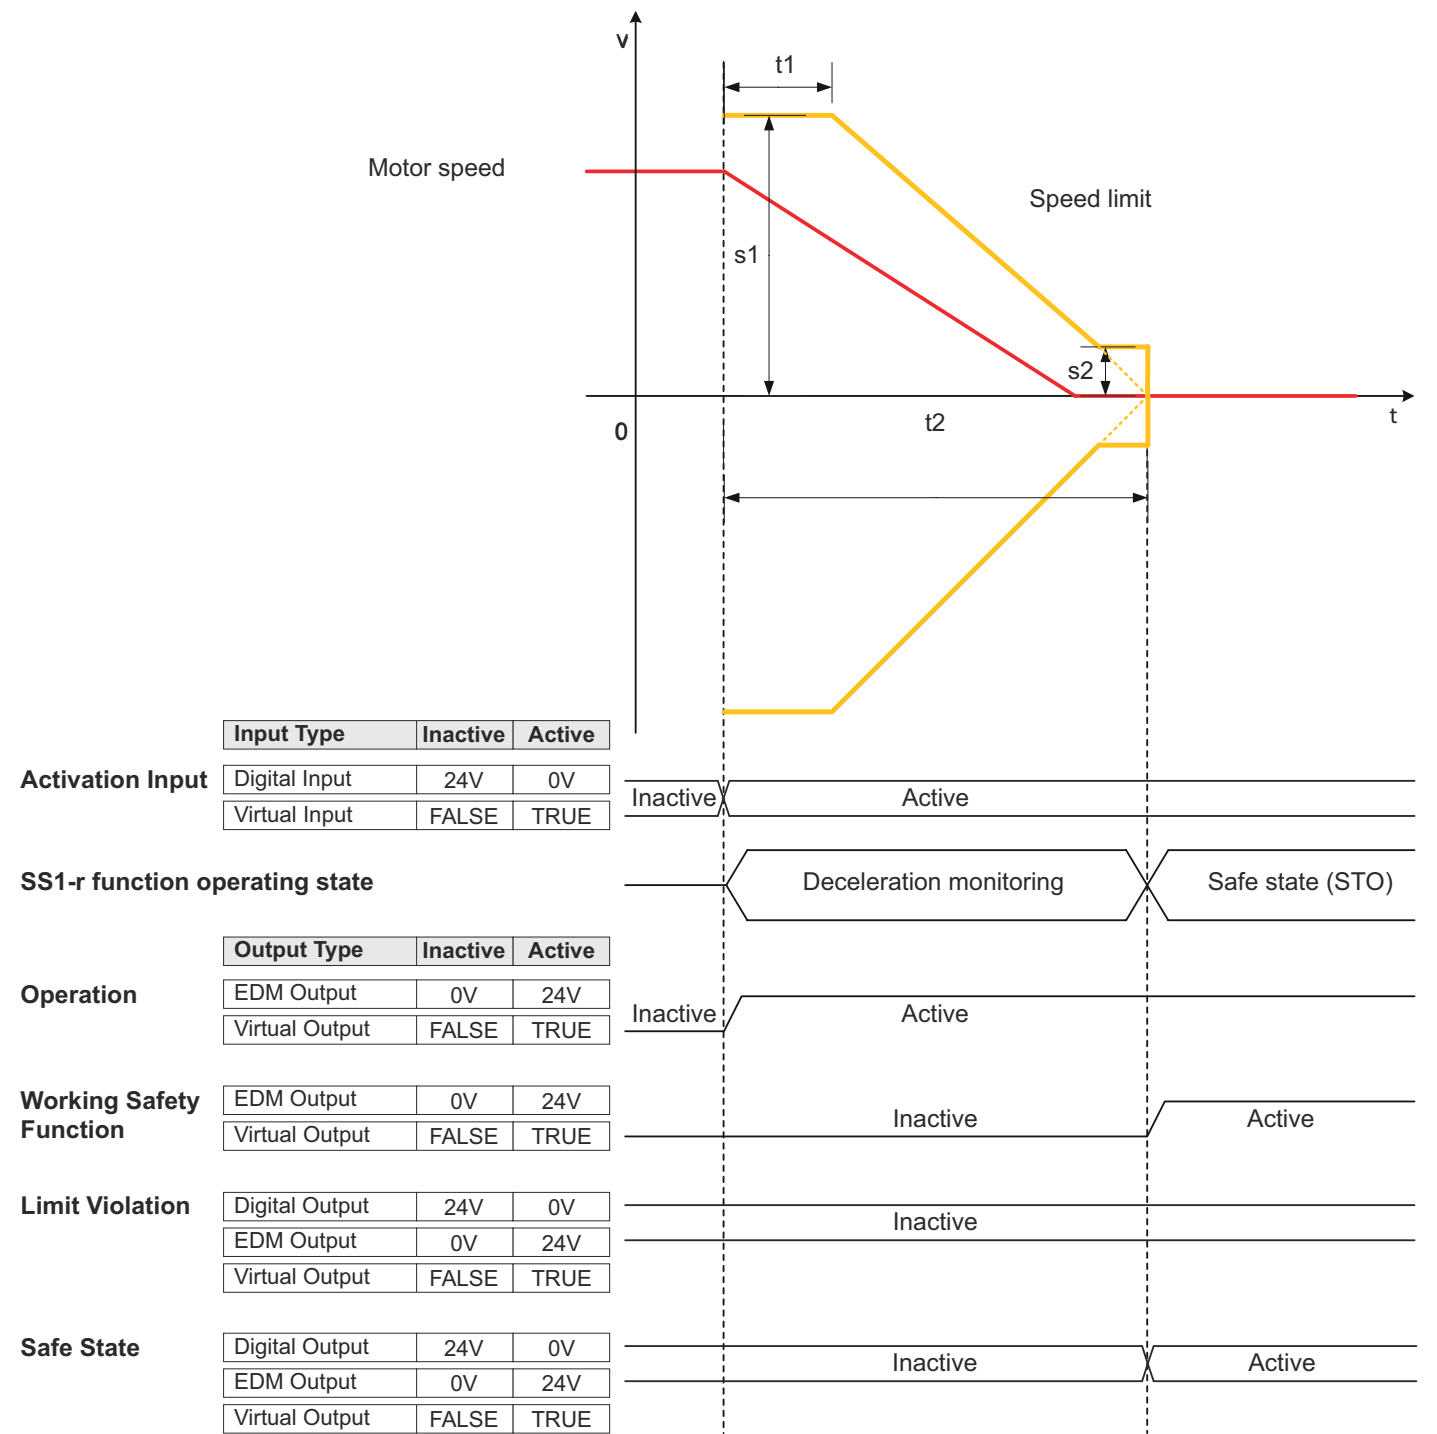 v
t1
Motor speed
Speed limit
s1
s2
t2
t
0
Input Type Inactive Active
Activation Input Digital Input 24V 0V
Virtual Input FALSE TRUE
Inactive Active
SS1-r function operating state Deceleration monitoring Safe state (STO)
Output Type Inactive Active
Operation EDM Output 0V 24V
Virtual Output FALSE TRUE
Inactive Active
Working Safety Function EDM Output 0V 24V
Virtual Output FALSE TRUE
Inactive Active
Limit Violation Digital Output 24V 0V
Inactive
EDM Output 0V 24V
Virtual Output FALSE TRUE
Safe State Digital Output 24V 0V
Inactive Active
EDM Output 0V 24V
Virtual Output FALSE TRUE